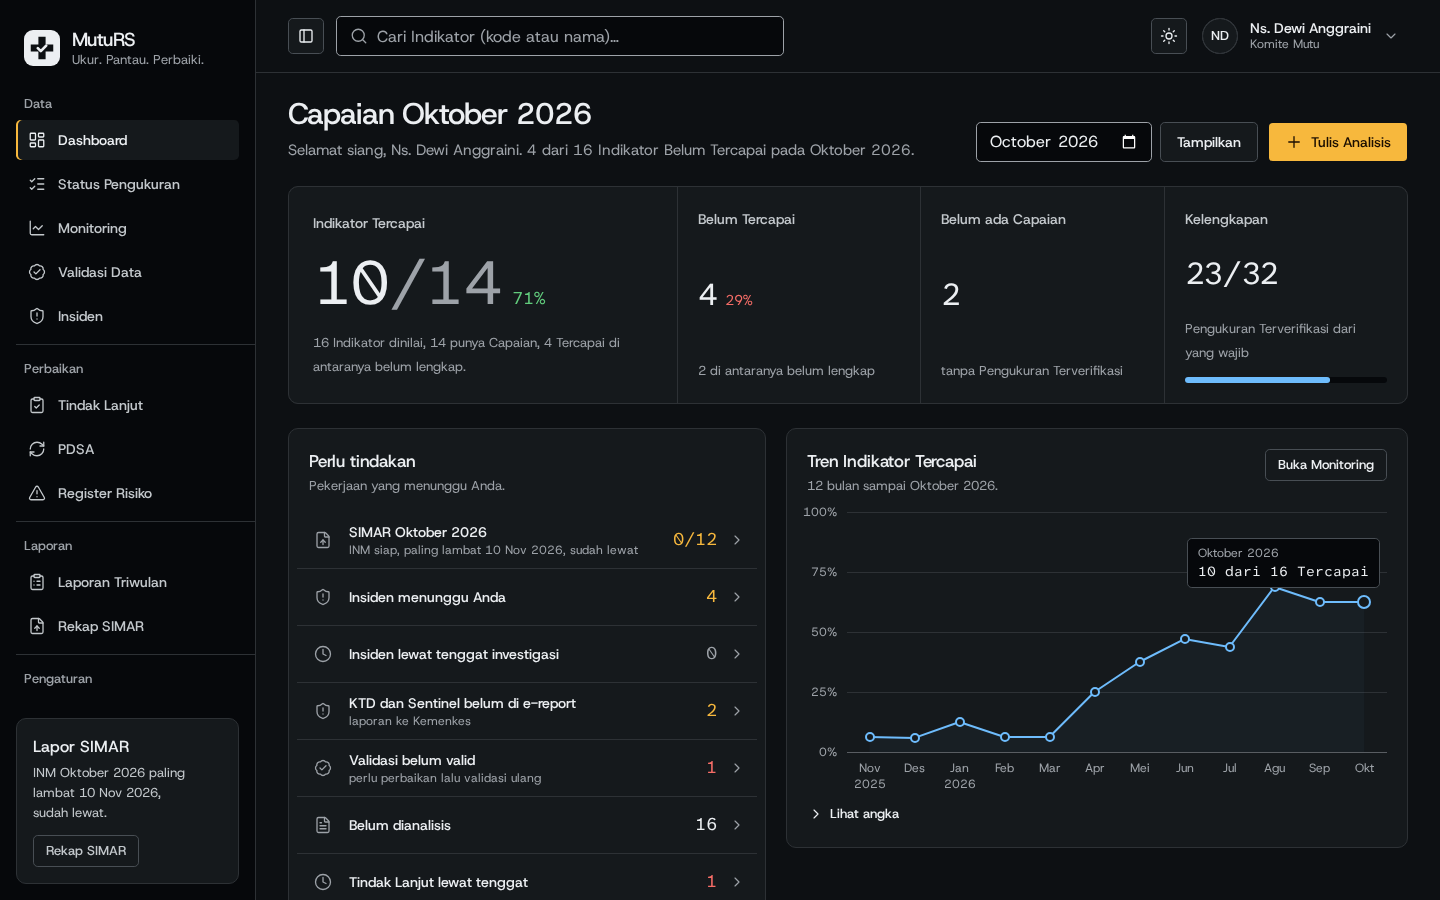 MutuRS
Ukur. Pantau. Perbaiki.
Data
Dashboard
Status Pengukuran
Monitoring
Validasi Data
Insiden
Perbaikan
Tindak Lanjut
PDSA
Register Risiko
Laporan
Laporan Triwulan
Rekap SIMAR
Pengaturan
Lapor SIMAR
INM Oktober 2026 paling
lambat 10 Nov 2026,
sudah lewat.
Rekap SIMAR
Cari Indikator (kode atau nama)…
ND
Ns. Dewi Anggraini
Komite Mutu
Capaian Oktober 2026
Selamat siang, Ns. Dewi Anggraini. 4 dari 16 Indikator Belum Tercapai pada Oktober 2026.
October 2026
Tampilkan
Tulis Analisis
Indikator Tercapai
10/14 71%
16 Indikator dinilai, 14 punya Capaian, 4 Tercapai di
antaranya belum lengkap.
Belum Tercapai
4 29%
2 di antaranya belum lengkap
Belum ada Capaian
2
tanpa Pengukuran Terverifikasi
Kelengkapan
23/32
Pengukuran Terverifikasi dari
yang wajib
Perlu tindakan
Pekerjaan yang menunggu Anda.
SIMAR Oktober 2026
INM siap, paling lambat 10 Nov 2026, sudah lewat
0/12
Insiden menunggu Anda
4
Insiden lewat tenggat investigasi
0
KTD dan Sentinel belum di e-report
laporan ke Kemenkes
2
Validasi belum valid
perlu perbaikan lalu validasi ulang
1
Belum dianalisis
16
Tindak Lanjut lewat tenggat
1
Tren Indikator Tercapai
12 bulan sampai Oktober 2026.
Buka Monitoring
100%
75%
50%
25%
0%
Oktober 2026
10 dari 16 Tercapai
Nov Des Jan Feb Mar Apr Mei Jun Jul Agu Sep Okt
2025 2026
Lihat angka